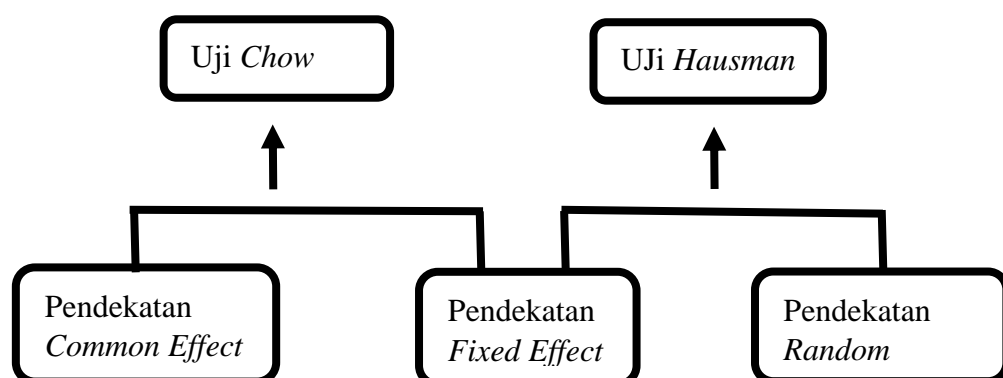 Uji Chow
UJi Hausman
Pendekatan
Common Effect
Pendekatan
Fixed Effect
Pendekatan
Random